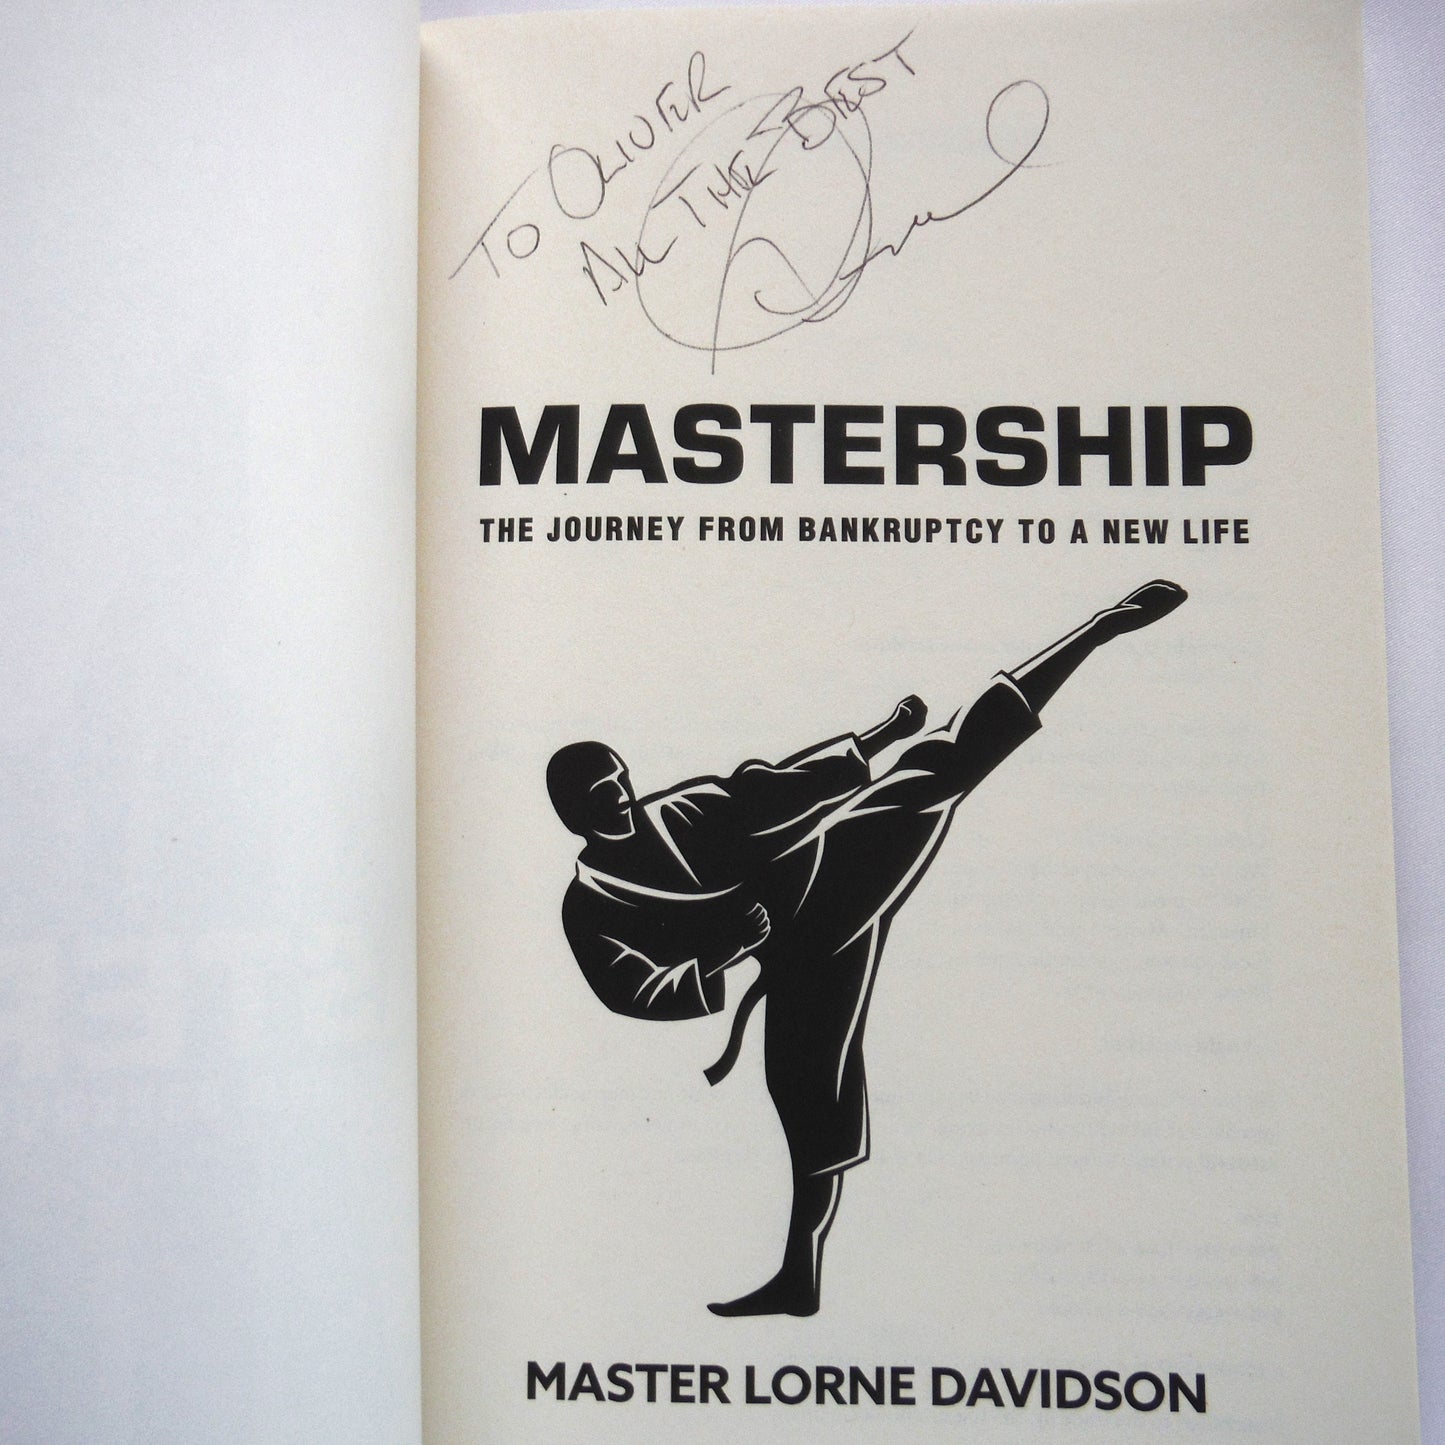 TO OLIVER
ALL THE BEST
MASTERSHIP
THE JOURNEY FROM BANKRUPTCY TO A NEW LIFE
MASTER LORNE DAVIDSON